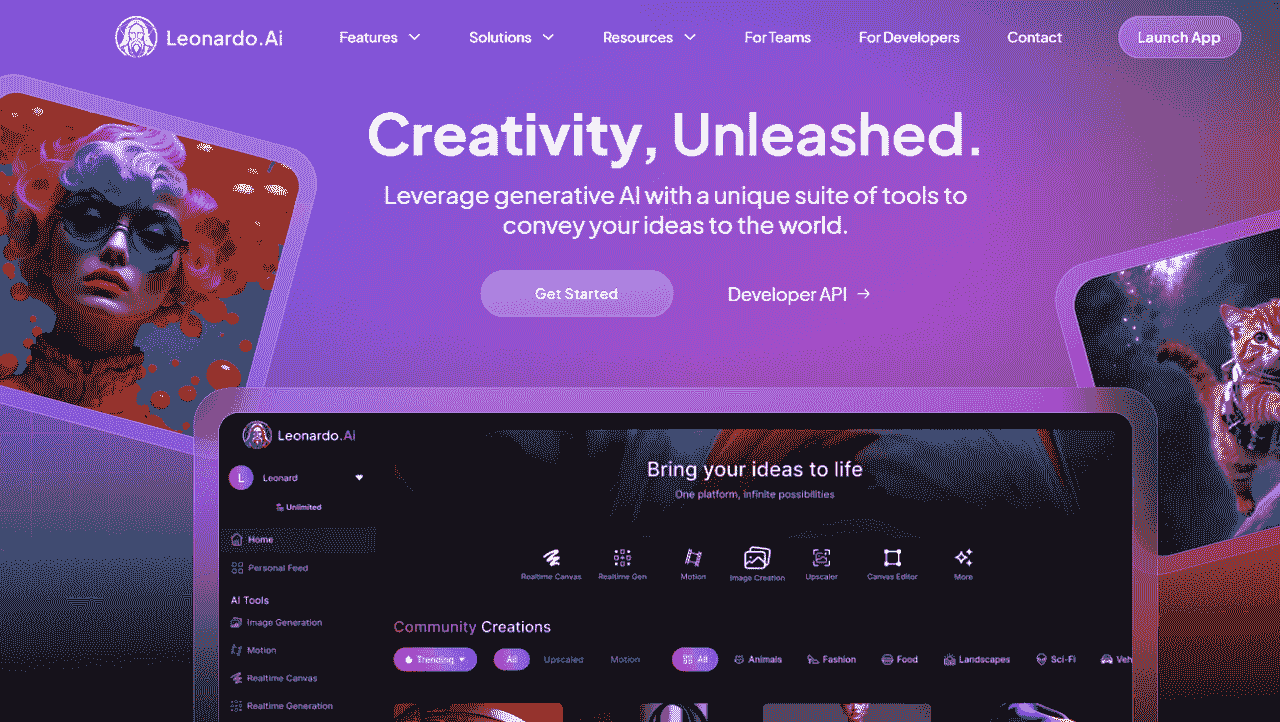 Leonardo.Ai
Features
Solutions
Resources
For Teams
For Developers
Contact
Launch App
Creativity, Unleashed.
Leverage generative AI with a unique suite of tools to
convey your ideas to the world.
Get Started
Developer API →
Leonardo.Ai
L
Leonard
Unlimited
Home
Personal Feed
AI Tools
Image Generation
Motion
Realtime Canvas
Realtime Generation
Bring your ideas to life
One platform, infinite possibilities
Realtime Canvas
Realtime Gen
Motion
Image Creation
Upscaler
Canvas Editor
More
Community Creations
Trending
All
Upscaled
Motion
All
Animals
Fashion
Food
Landscapes
Sci-Fi
Veh